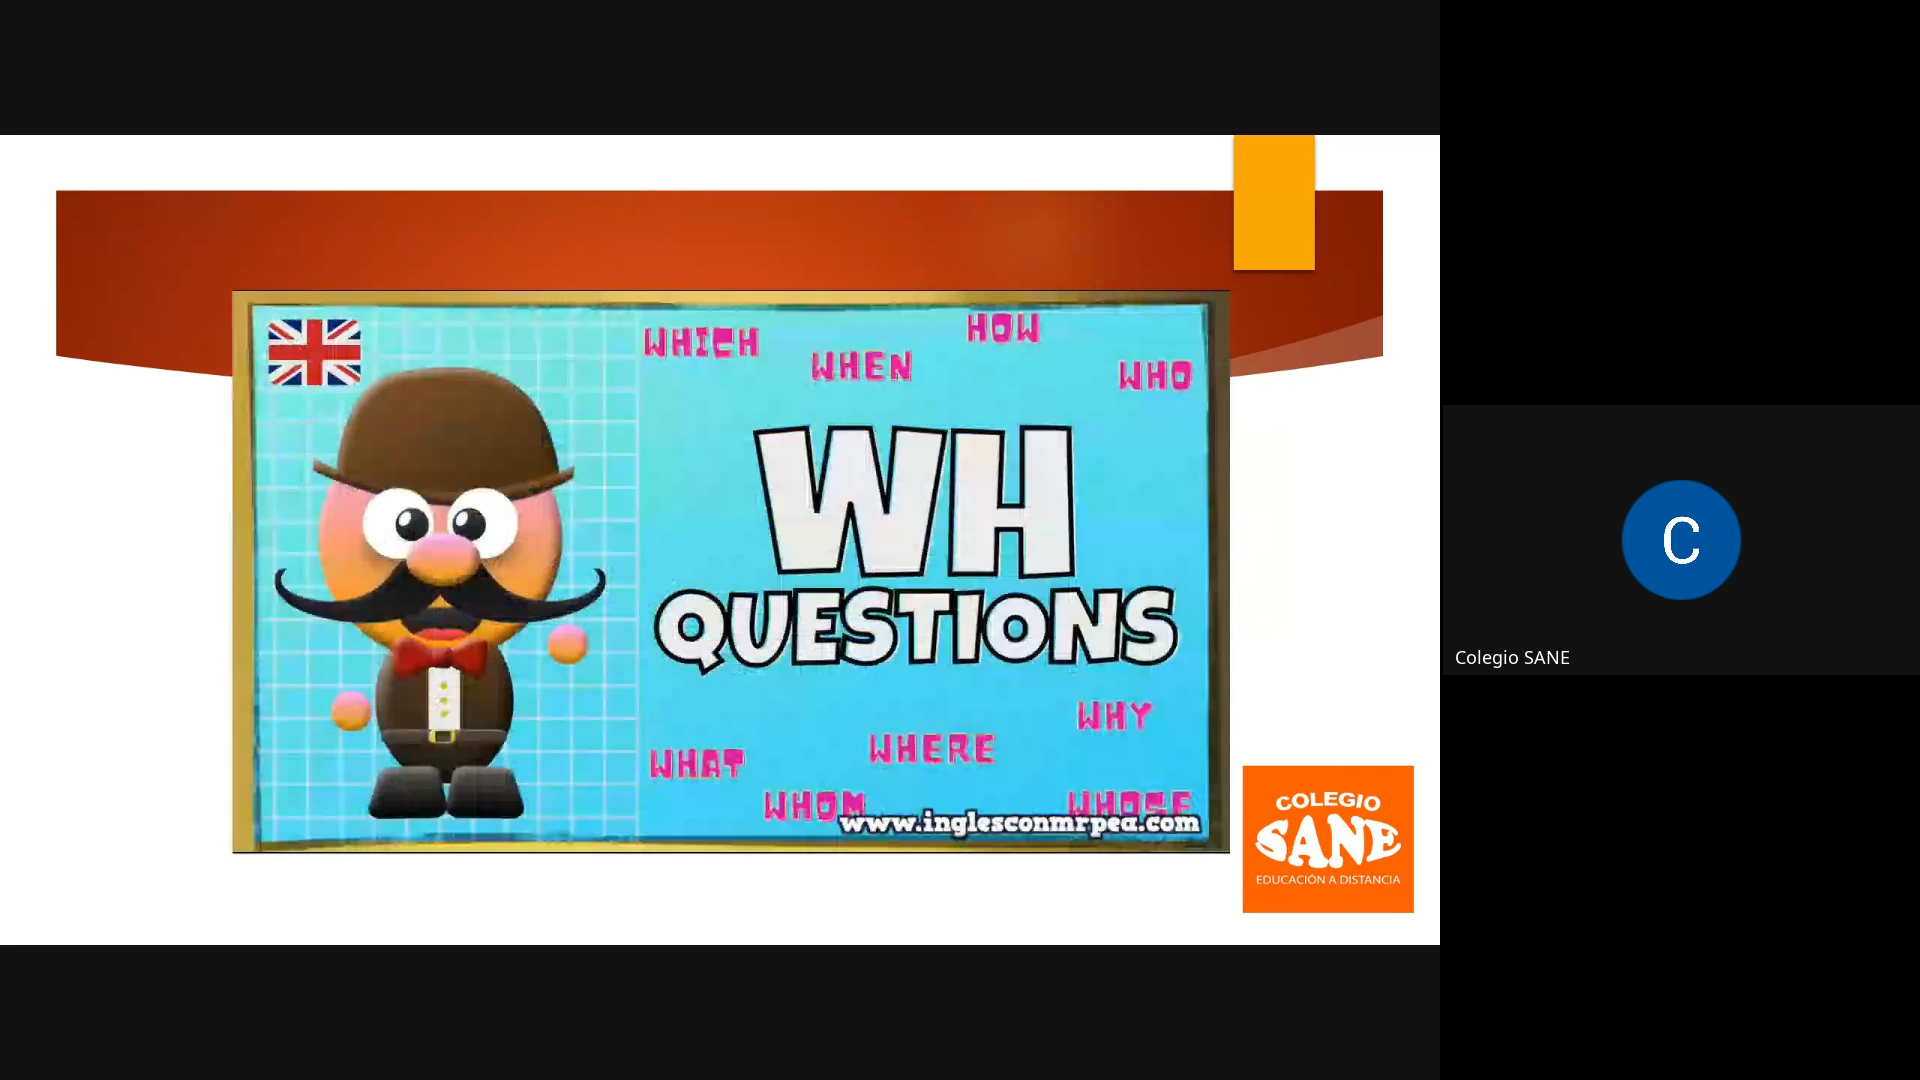 WHICH
HOW
WHEN
WHO
WH
QUESTIONS
WHY
WHERE
WHAT
WHOM
WHOSE
www.inglesconmrpea.com
COLEGIO
SANE
EDUCACIÓN A DISTANCIA
C
Colegio SANE